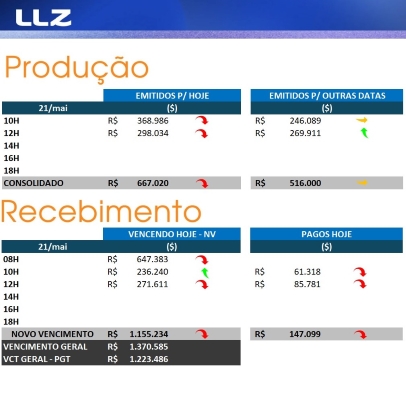 LLZ
Produção
EMITIDOS P/ HOJE EMITIDOS P/ OUTRAS DATAS
21/mai ($) ($)
10H R$ 368.986 R$ 246.089
12H R$ 298.034 R$ 269.911
14H
16H
18H
CONSOLIDADO R$ 667.020 R$ 516.000
Recebimento
VENCENDO HOJE - NV PAGOS HOJE
21/mai ($) ($)
08H R$ 647.383
10H R$ 236.240 R$ 61.318
12H R$ 271.611 R$ 85.781
14H
16H
18H
NOVO VENCIMENTO R$ 1.155.234 R$ 147.099
VENCIMENTO GERAL R$ 1.370.585
VCT GERAL - PGT R$ 1.223.486